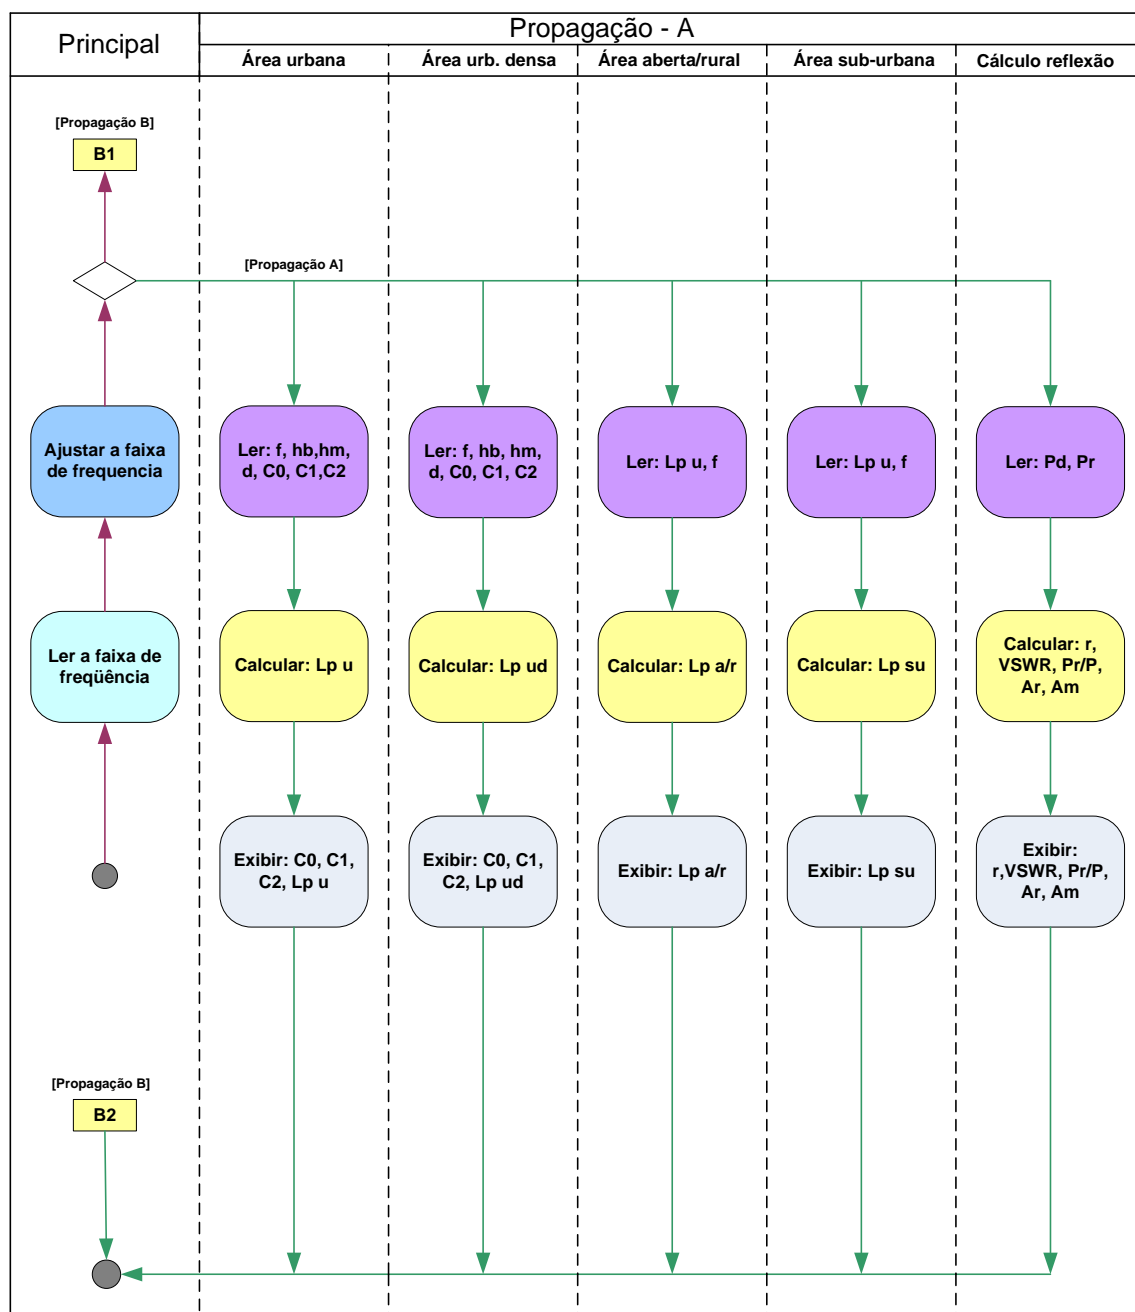 Principal
Propagação - A
Área urbana
Área urb. densa
Área aberta/rural
Área sub-urbana
Cálculo reflexão
[Propagação B]
B1
[Propagação A]
Ajustar a faixa
de frequencia
Ler: f, hb,hm,
d, C0, C1,C2
Ler: f, hb, hm,
d, C0, C1, C2
Ler: Lp u, f
Ler: Lp u, f
Ler: Pd, Pr
Ler a faixa de
freqüência
Calcular: Lp u
Calcular: Lp ud
Calcular: Lp a/r
Calcular: Lp su
Calcular: r,
VSWR, Pr/P,
Ar, Am
Exibir: C0, C1,
C2, Lp u
Exibir: C0, C1,
C2, Lp ud
Exibir: Lp a/r
Exibir: Lp su
Exibir:
r,VSWR, Pr/P,
Ar, Am
[Propagação B]
B2